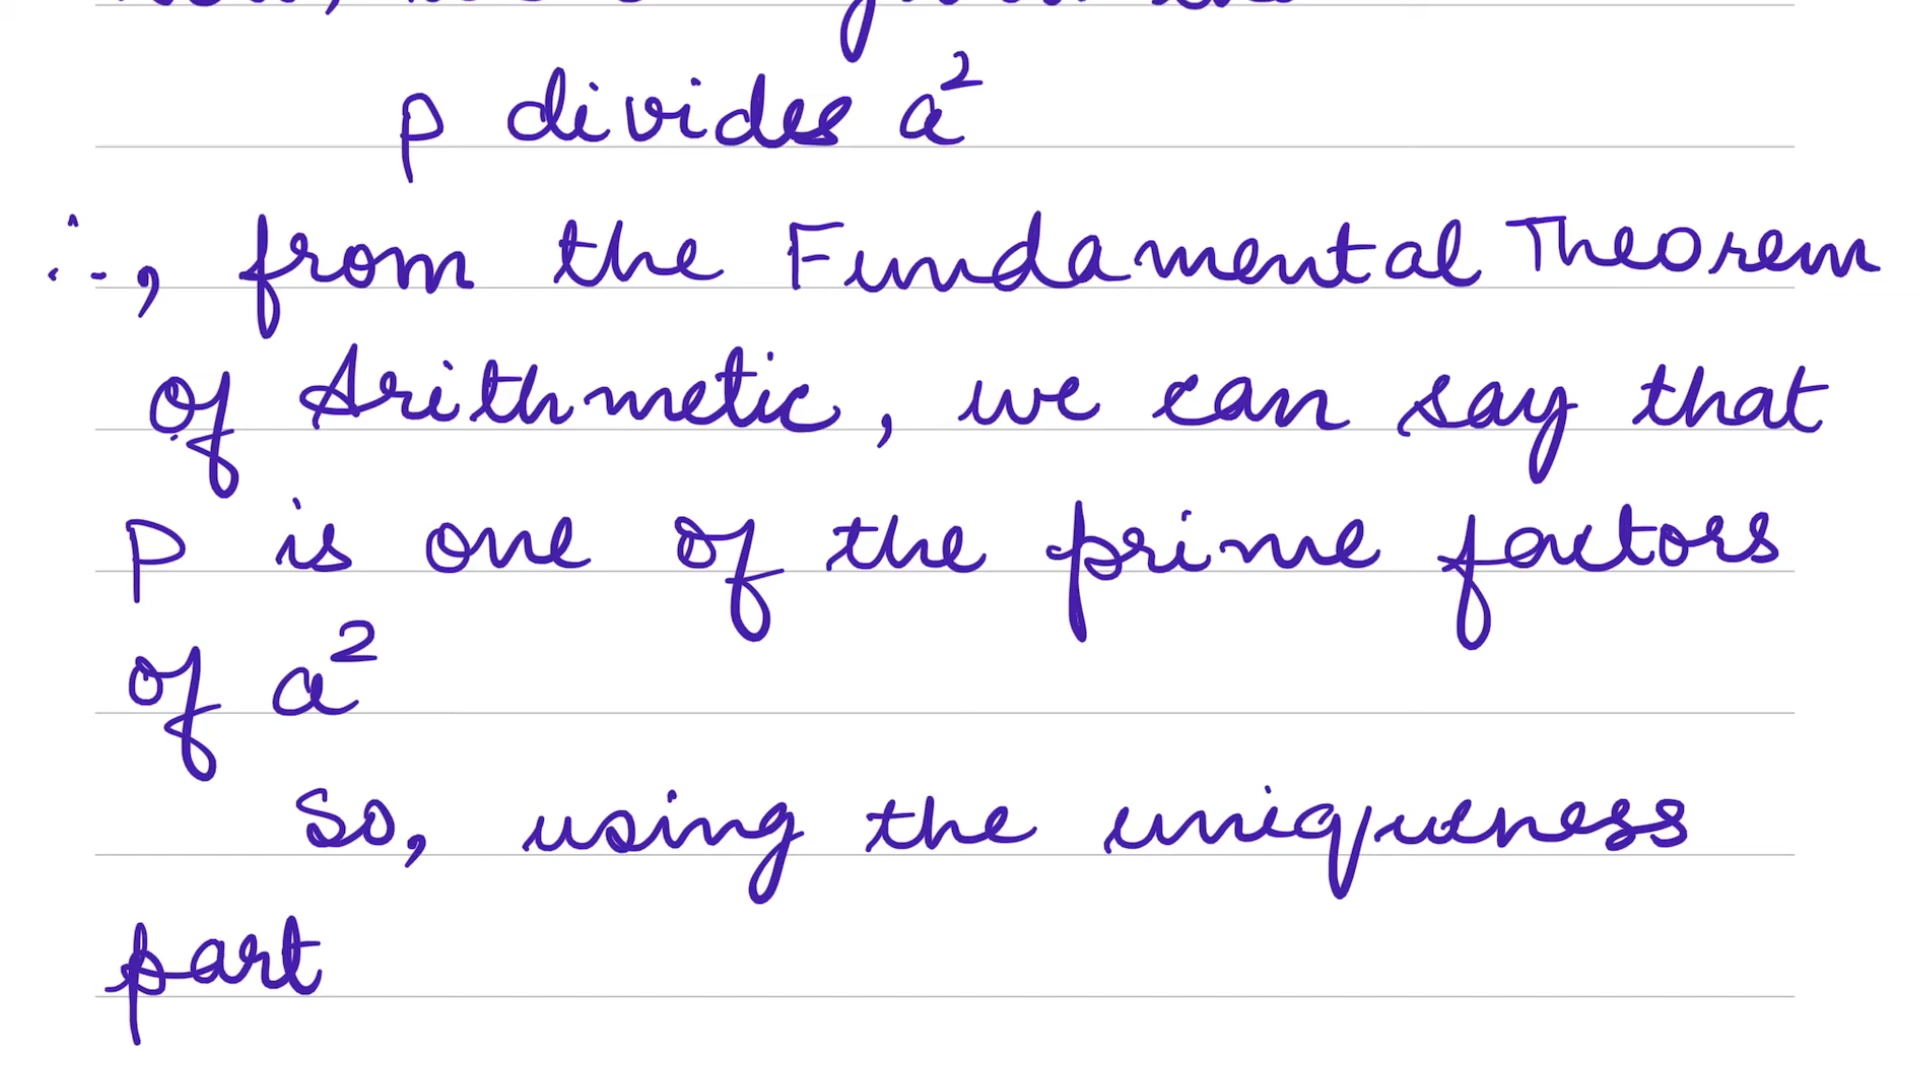 p divides a²
∴, from the Fundamental Theorem
of Arithmetic, we can say that
p is one of the prime factors
of a²
So, using the uniqueness
part